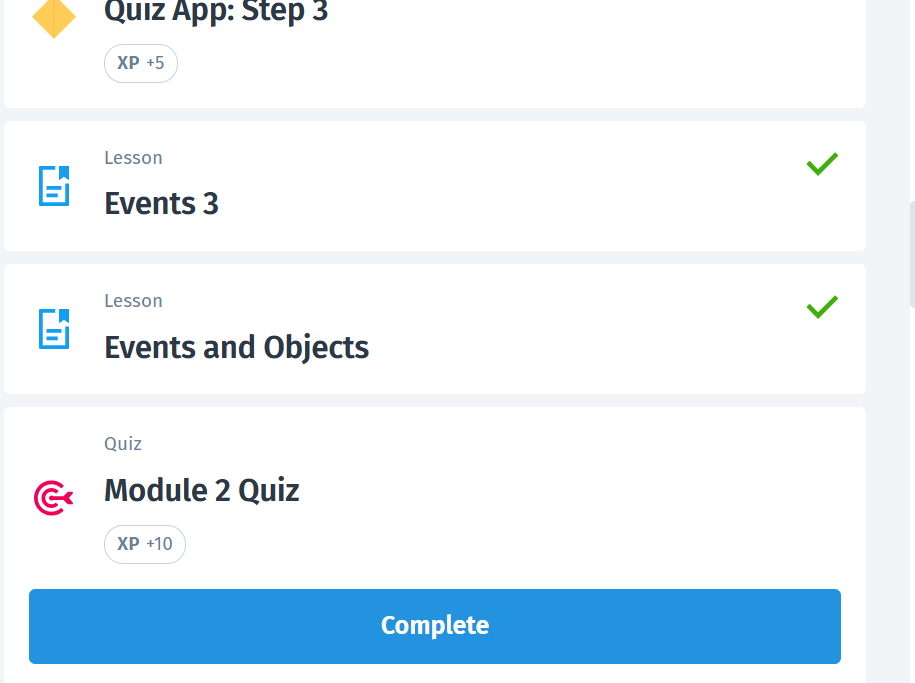 Quiz App: Step 3
XP +5
Lesson
Events 3
Lesson
Events and Objects
Quiz
Module 2 Quiz
XP +10
Complete